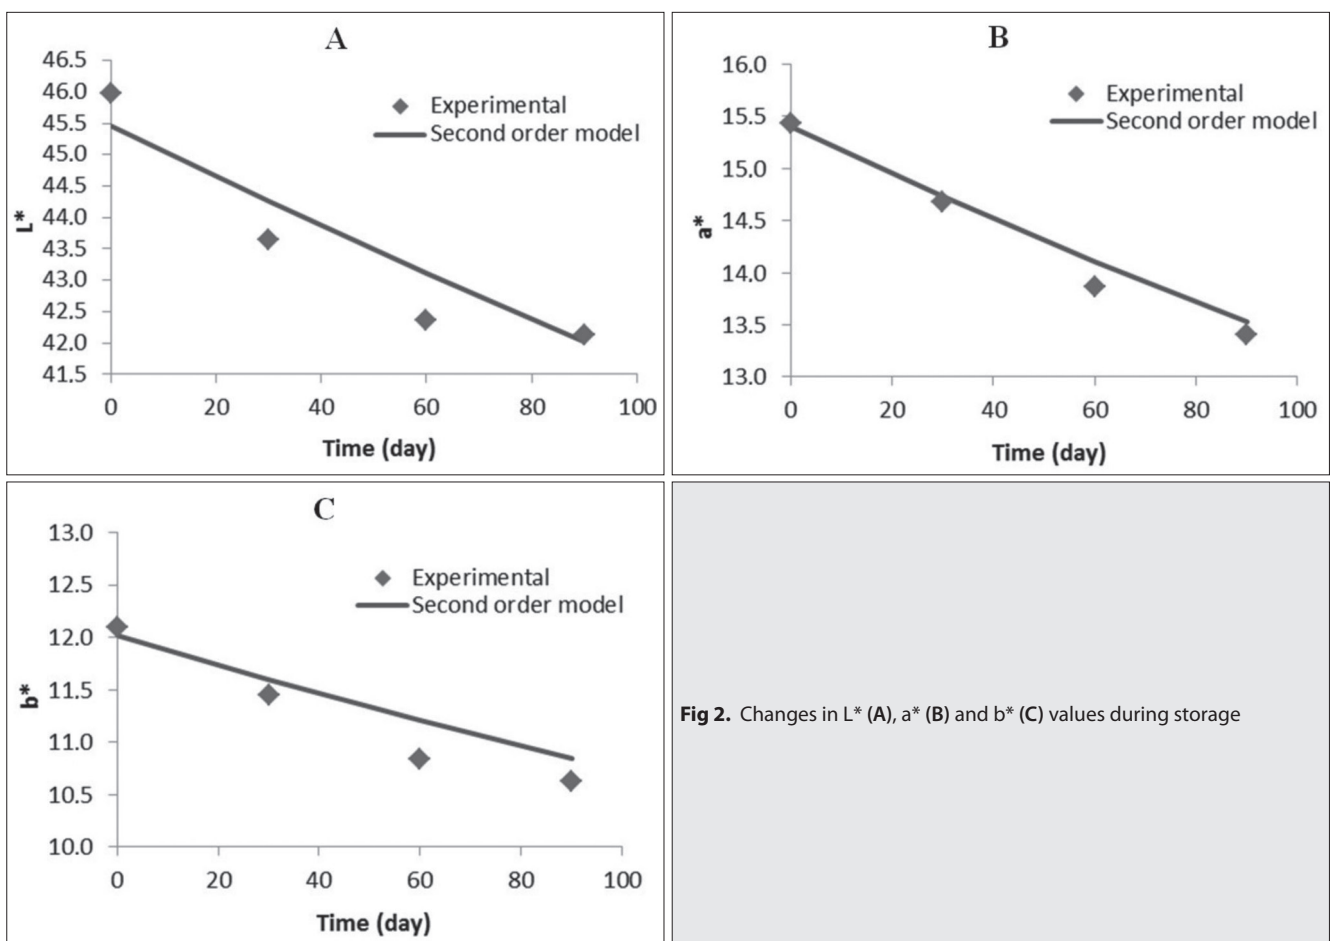 A
46.5
46.0
45.5
45.0
44.5
44.0
43.5
43.0
42.5
42.0
41.5
L*
Experimental
Second order model
0 20 40 60 80 100
Time (day)
B
16.0
15.5
15.0
14.5
14.0
13.5
13.0
a*
Experimental
Second order model
0 20 40 60 80 100
Time (day)
C
13.0
12.5
12.0
11.5
11.0
10.5
10.0
b*
Experimental
Second order model
0 20 40 60 80 100
Time (day)
Fig 2. Changes in L* (A), a* (B) and b* (C) values during storage